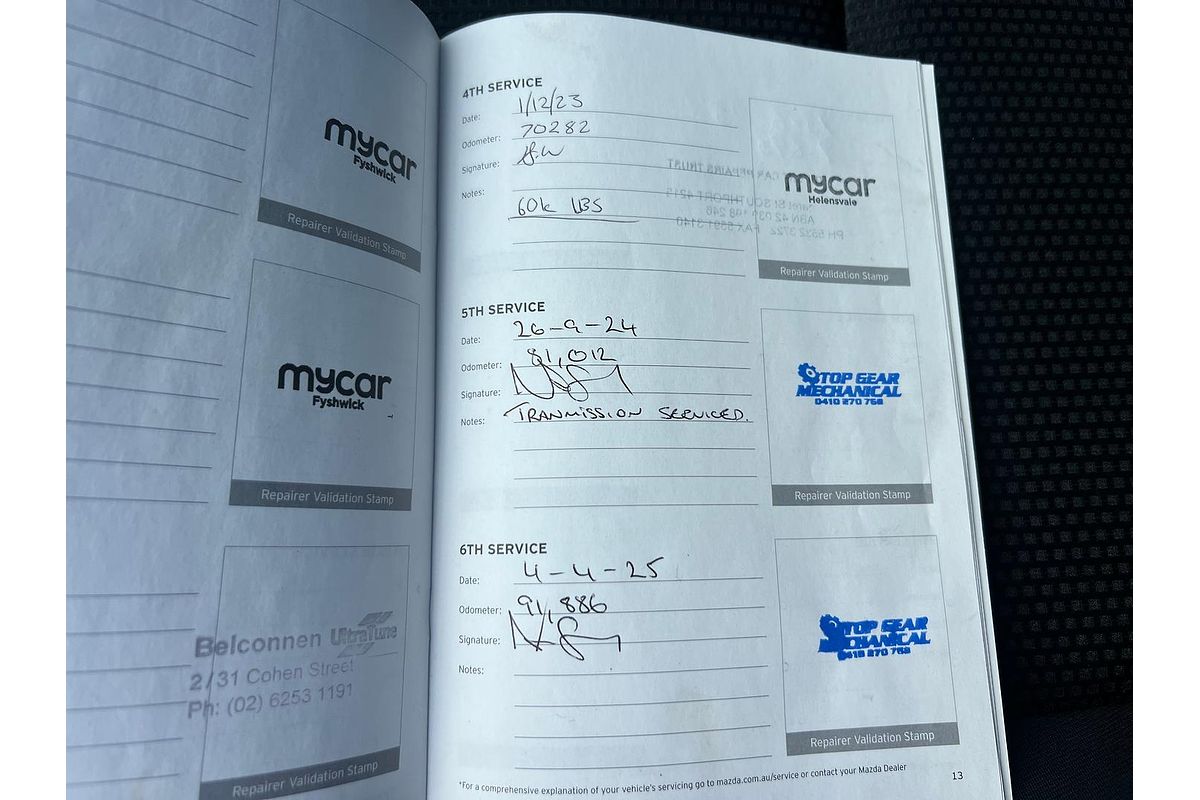 mycar
Fyshwick
Repairer Validation Stamp
mycar
Fyshwick
Repairer Validation Stamp
Belconnen UltraTune
2/31 Cohen Street
Ph: (02) 6253 1191
Repairer Validation Stamp
4TH SERVICE
Date: 1/12/23
Odometer: 70282
Signature:
Notes:
60k LBS
mycar
Helensvale
Repairer Validation Stamp
5TH SERVICE
Date: 26-9-24
Odometer: 81,012
Signature:
Notes: TRANMISSION SERVICED.
TOP GEAR
MECHANICAL
0410 270 758
Repairer Validation Stamp
6TH SERVICE
Date: 4-4-25
Odometer: 91,886
Signature:
Notes:
TOP GEAR
MECHANICAL
0410 270 758
Repairer Validation Stamp
*For a comprehensive explanation of your vehicle's servicing go to mazda.com.au/service or contact your Mazda Dealer
13